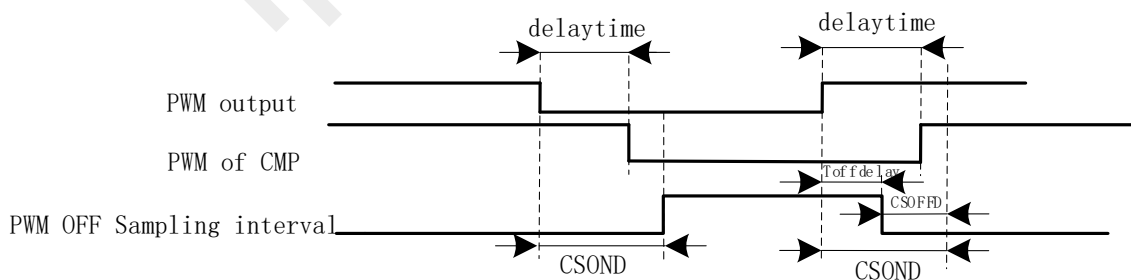 delaytime
delaytime
PWM output
PWM of CMP
Toffdelay
CSOFFD
PWM OFF Sampling interval
CSOND
CSOND